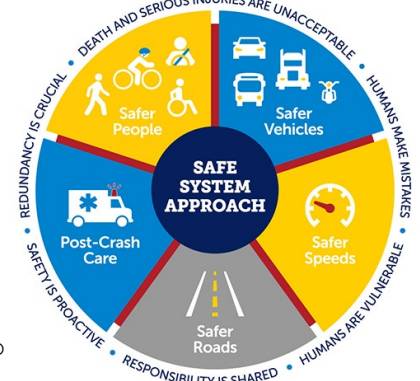 DEATH AND SERIOUS INJURIES ARE UNACCEPTABLE
HUMANS MAKE MISTAKES
HUMANS ARE VULNERABLE
RESPONSIBILITY IS SHARED
SAFETY IS PROACTIVE
REDUNDANCY IS CRUCIAL
Safer
People
Safer
Vehicles
SAFE
SYSTEM
APPROACH
Post-Crash
Care
Safer
Speeds
Safer
Roads